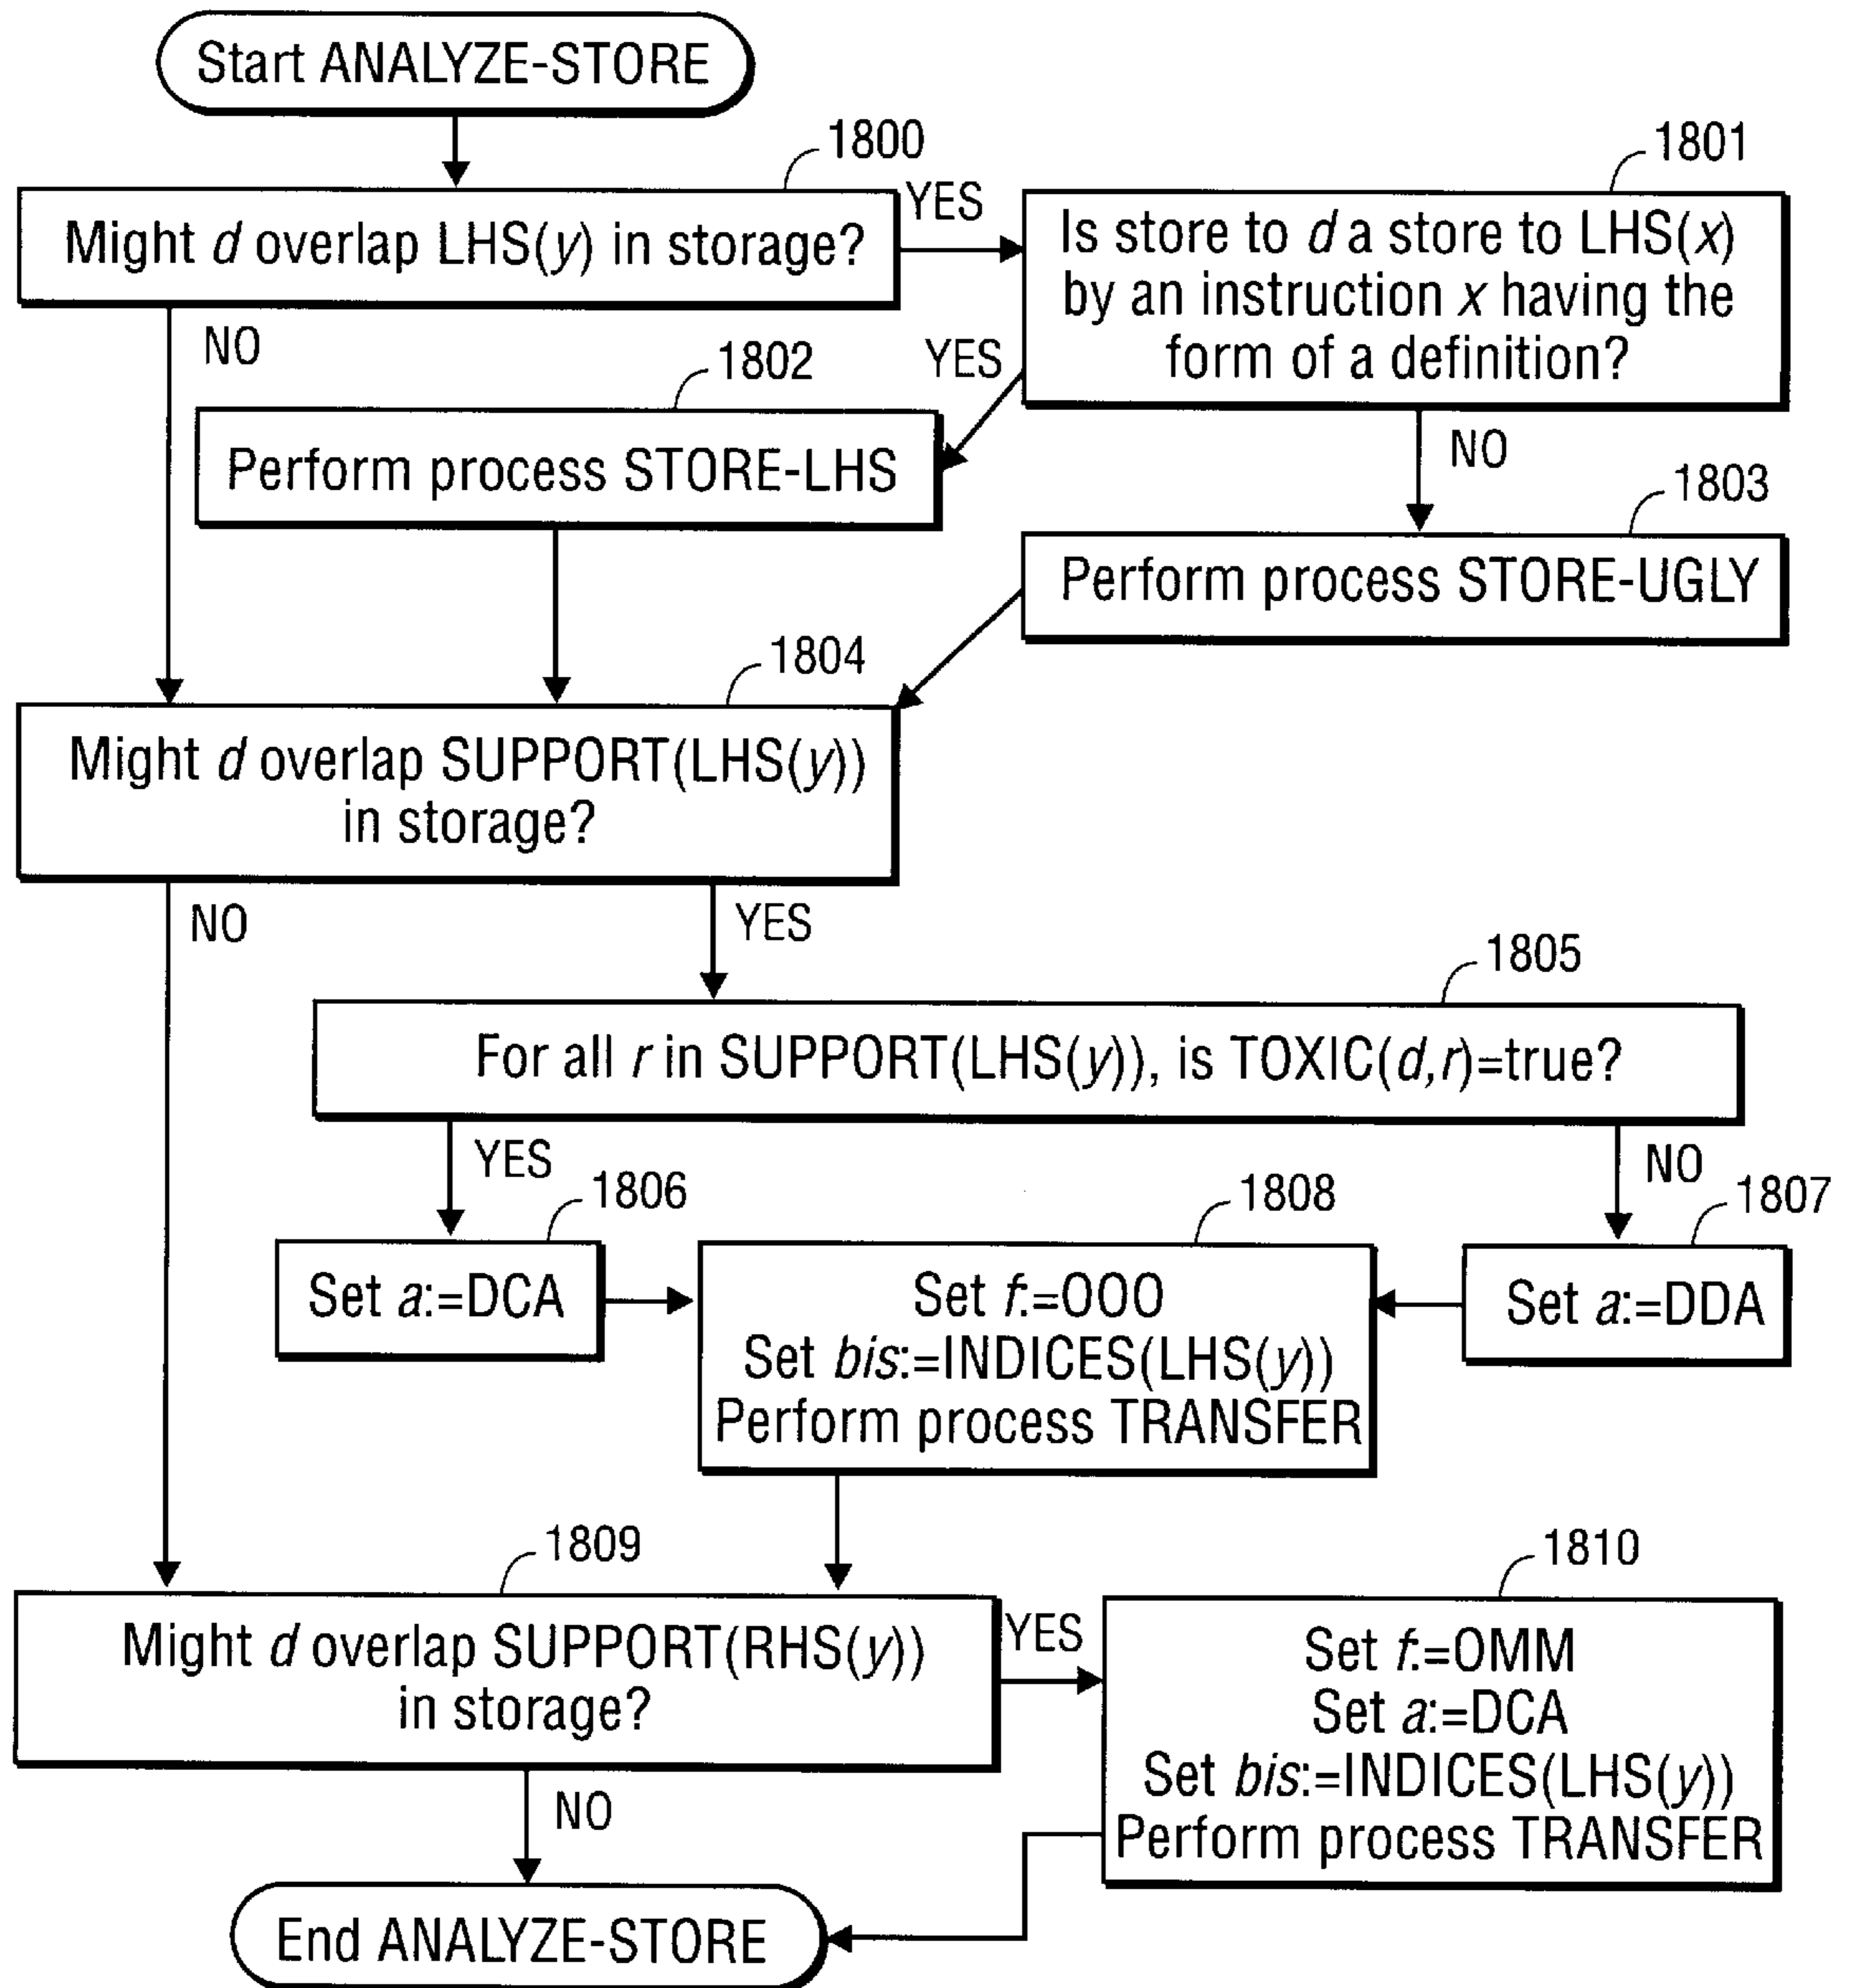 Start ANALYZE-STORE
1800
Might d overlap LHS(y) in storage?
YES
NO
1801
Is store to d a store to LHS(x)
by an instruction x having the
form of a definition?
YES
NO
1802
Perform process STORE-LHS
1803
Perform process STORE-UGLY
1804
Might d overlap SUPPORT(LHS(y))
in storage?
NO
YES
1805
For all r in SUPPORT(LHS(y)), is TOXIC(d,r)=true?
YES
NO
1806
Set a:=DCA
1808
Set f:=OOO
Set bis:=INDICES(LHS(y))
Perform process TRANSFER
1807
Set a:=DDA
1809
Might d overlap SUPPORT(RHS(y))
in storage?
YES
NO
1810
Set f:=OMM
Set a:=DCA
Set bis:=INDICES(LHS(y))
Perform process TRANSFER
End ANALYZE-STORE